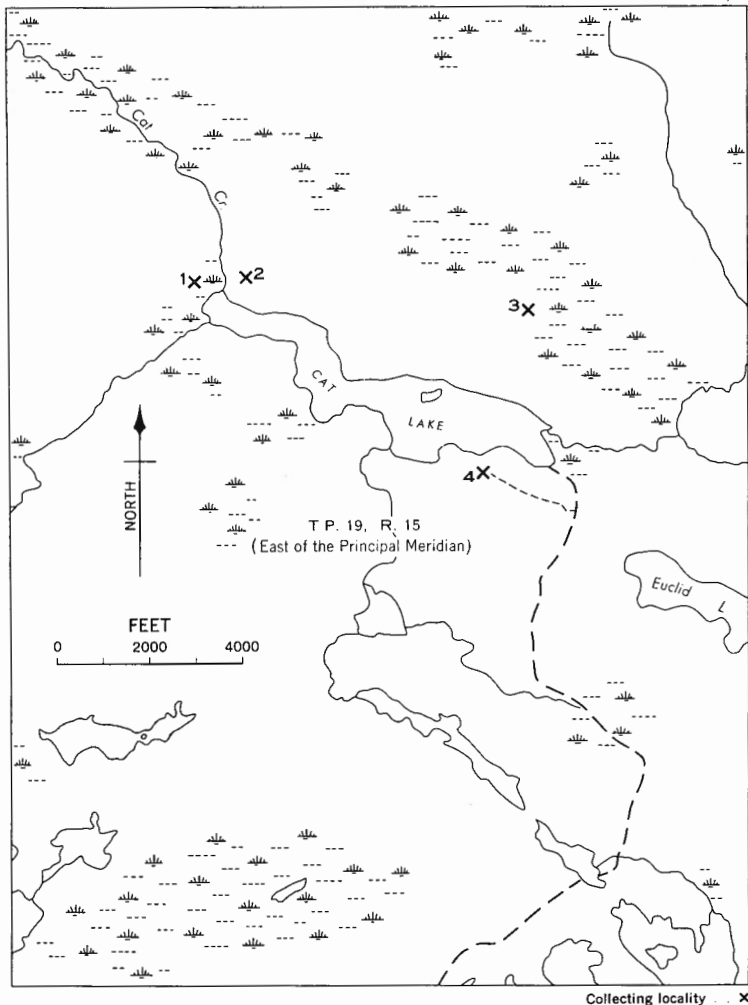 Cat
Cr
1 X X 2
3 X
CAT
LAKE
4 X
NORTH
T P. 19, R. 15
(East of the Principal Meridian)
Euclid L
FEET
0 2000 4000
Collecting locality . . X